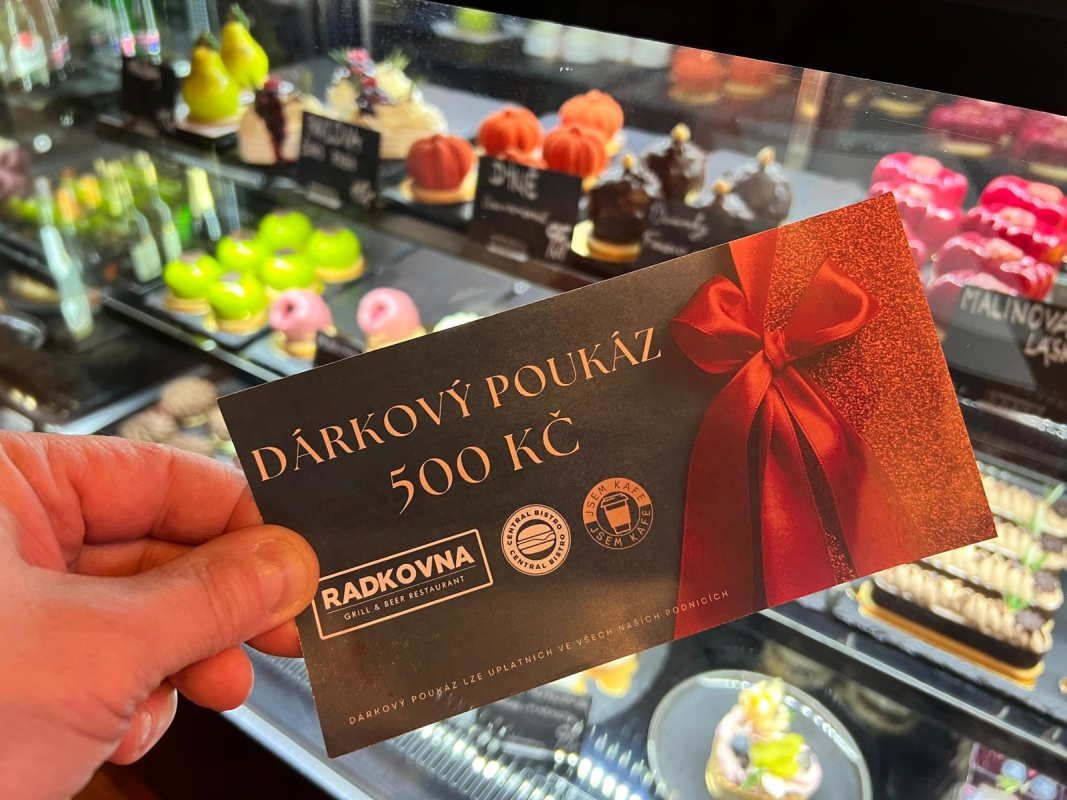 DÝNĚ
MALINOVÁ
DÁRKOVÝ POUKÁZ
500 KČ
RADKOVNA
GRILL & BEER RESTAURANT
CENTRAL BISTRO
CENTRAL BISTRO
JSEM KAFE
JSEM KAFE
DÁRKOVÝ POUKÁZ LZE UPLATNICH VE VŠECH NAŠICH PODNICÍCH